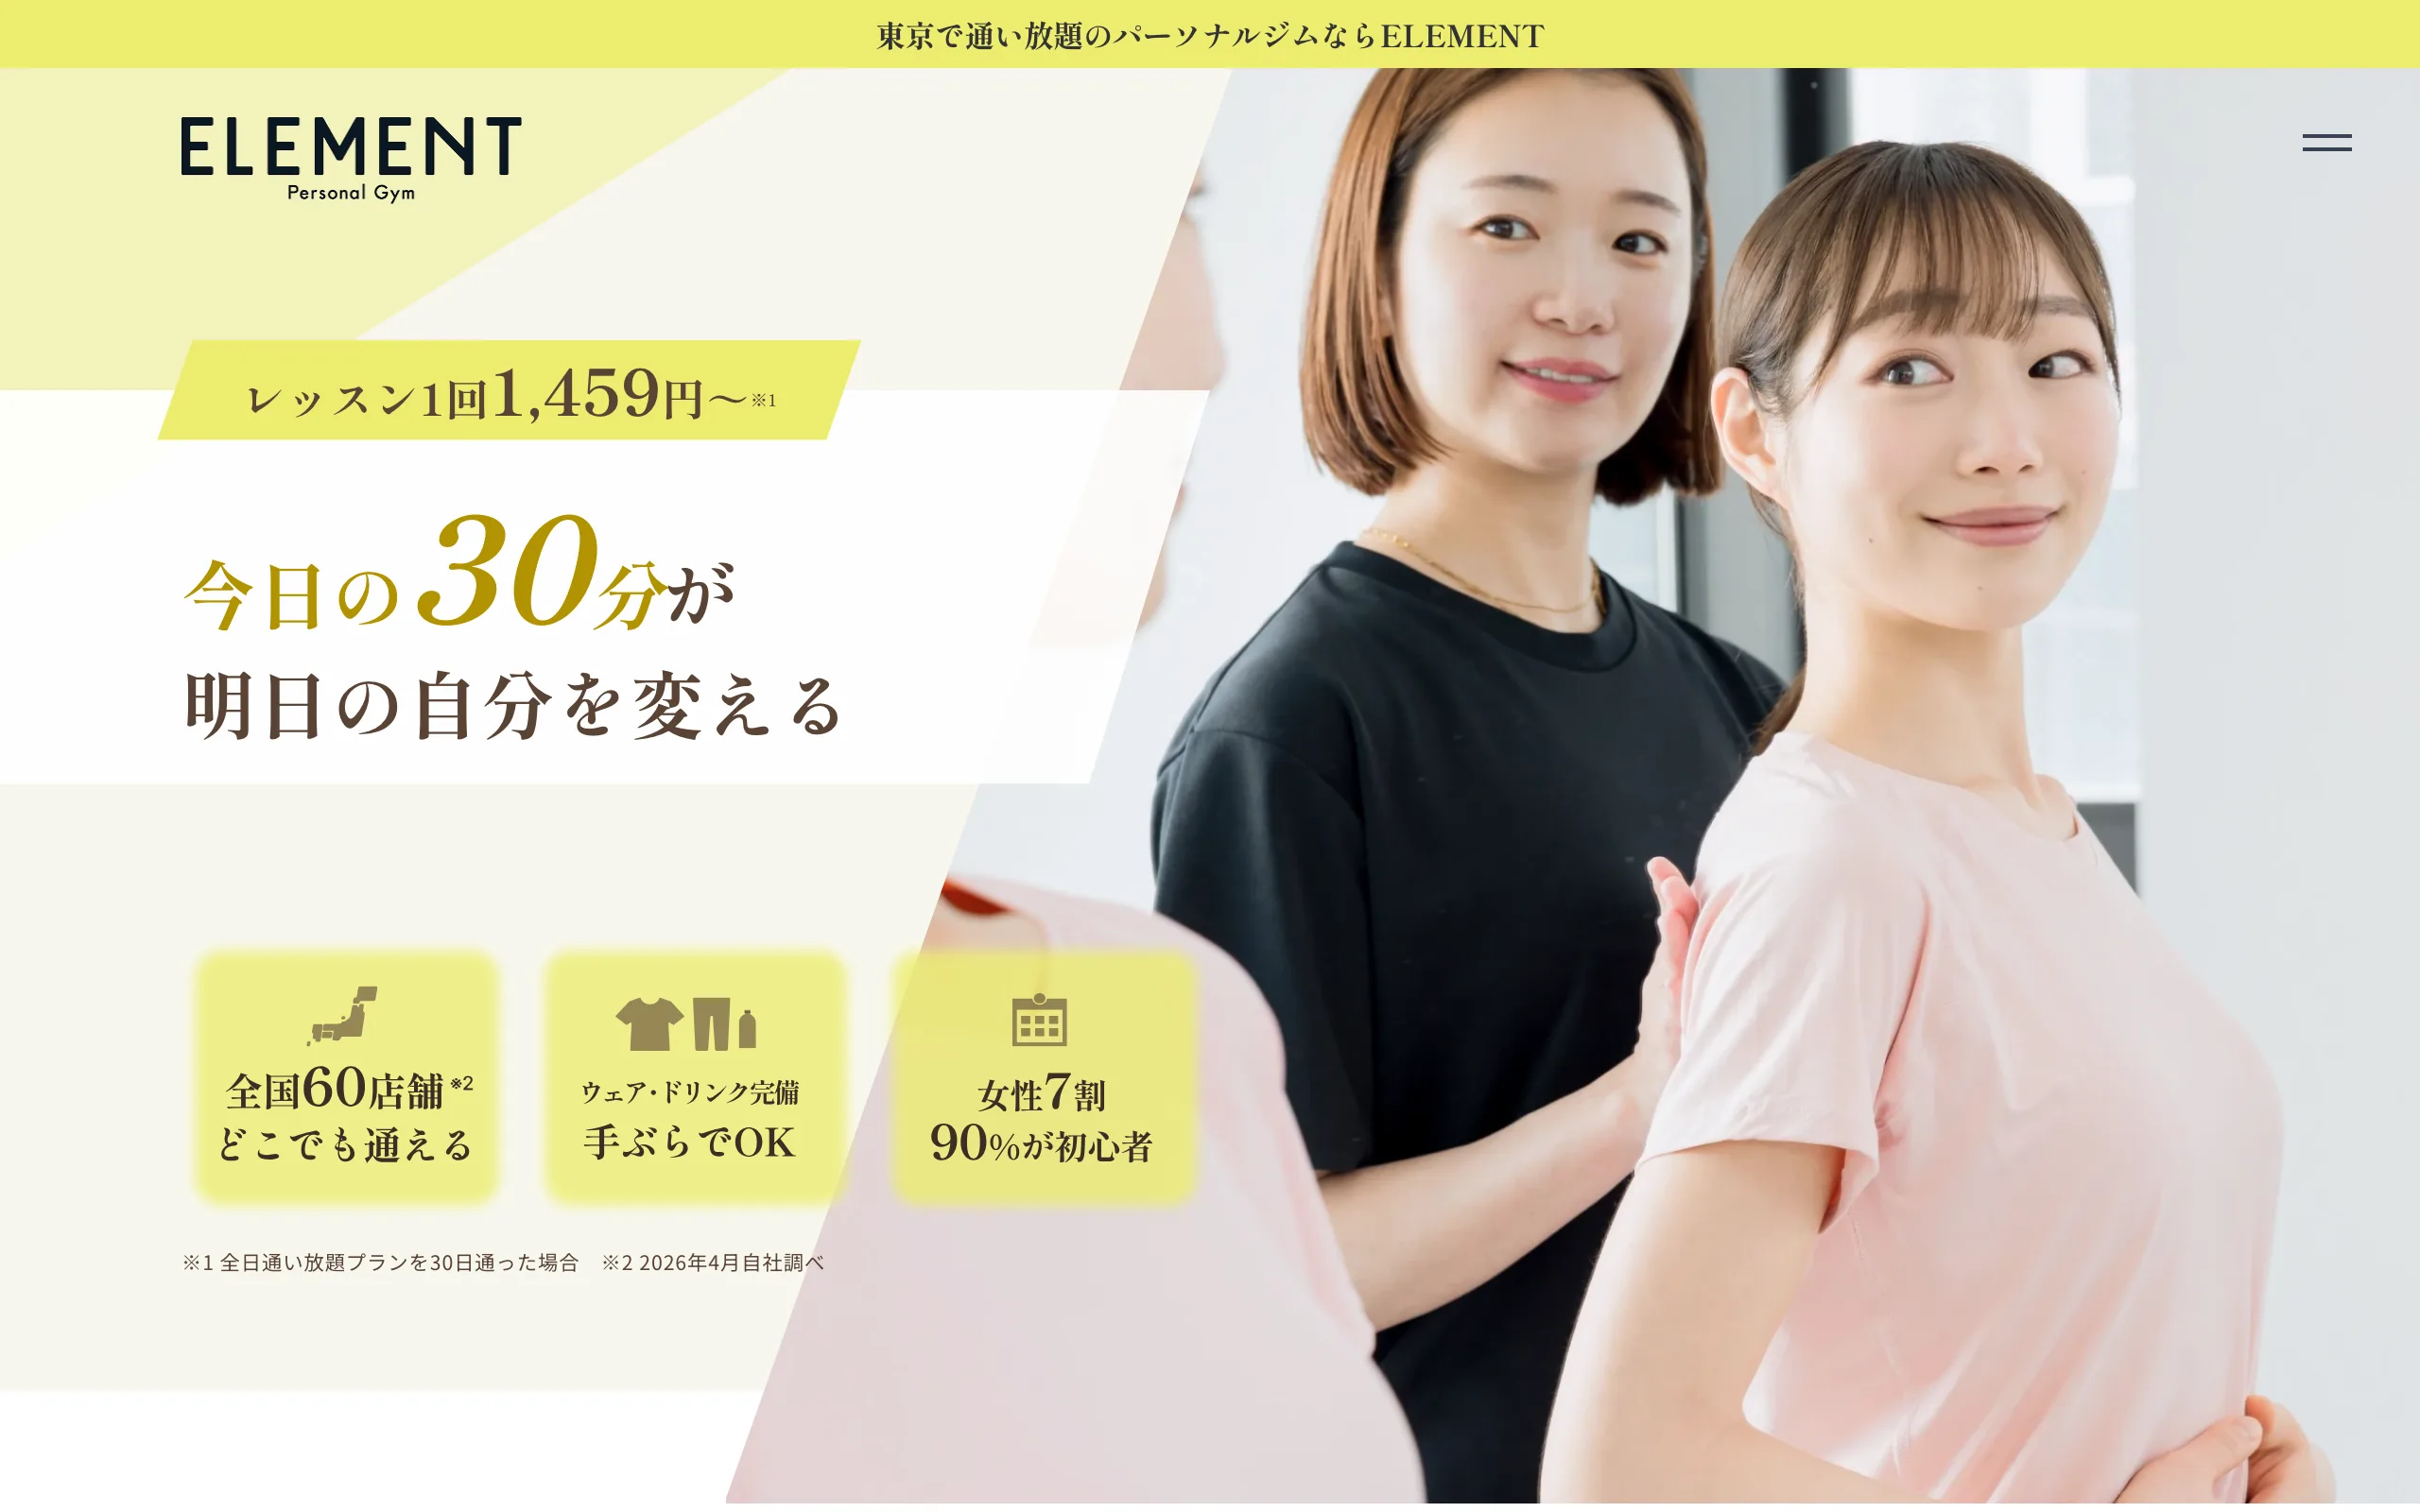 東京で通い放題のパーソナルジムならELEMENT
ELEMENT
Personal Gym
レッスン1回1,459円〜※1
今日の30分が
明日の自分を変える
全国60店舗※2
どこでも通える
ウェア・ドリンク完備
手ぶらでOK
女性7割
90%が初心者
※1 全日通い放題プランを30日通った場合　※2 2026年4月自社調べ